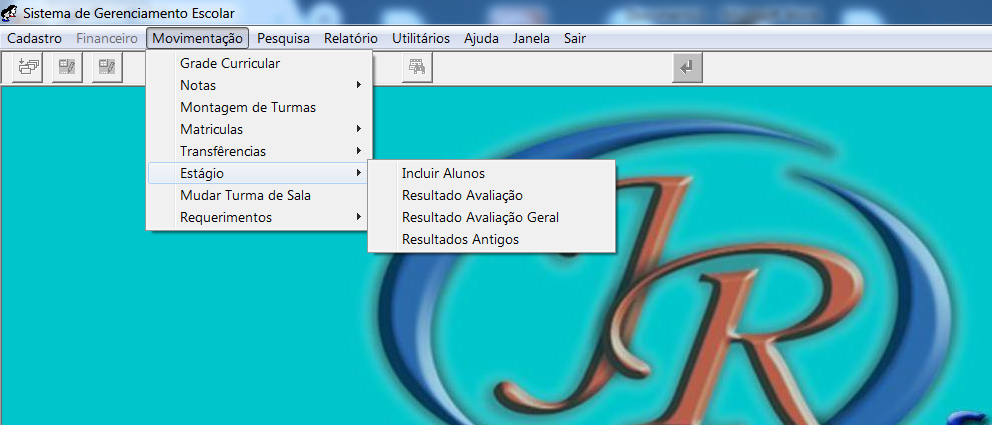 Sistema de Gerenciamento Escolar
Cadastro Financeiro Movimentação Pesquisa Relatório Utilitários Ajuda Janela Sair
Grade Curricular
Notas
Montagem de Turmas
Matriculas
Transfêrencias
Estágio
Mudar Turma de Sala
Requerimentos
Incluir Alunos
Resultado Avaliação
Resultado Avaliação Geral
Resultados Antigos
JR